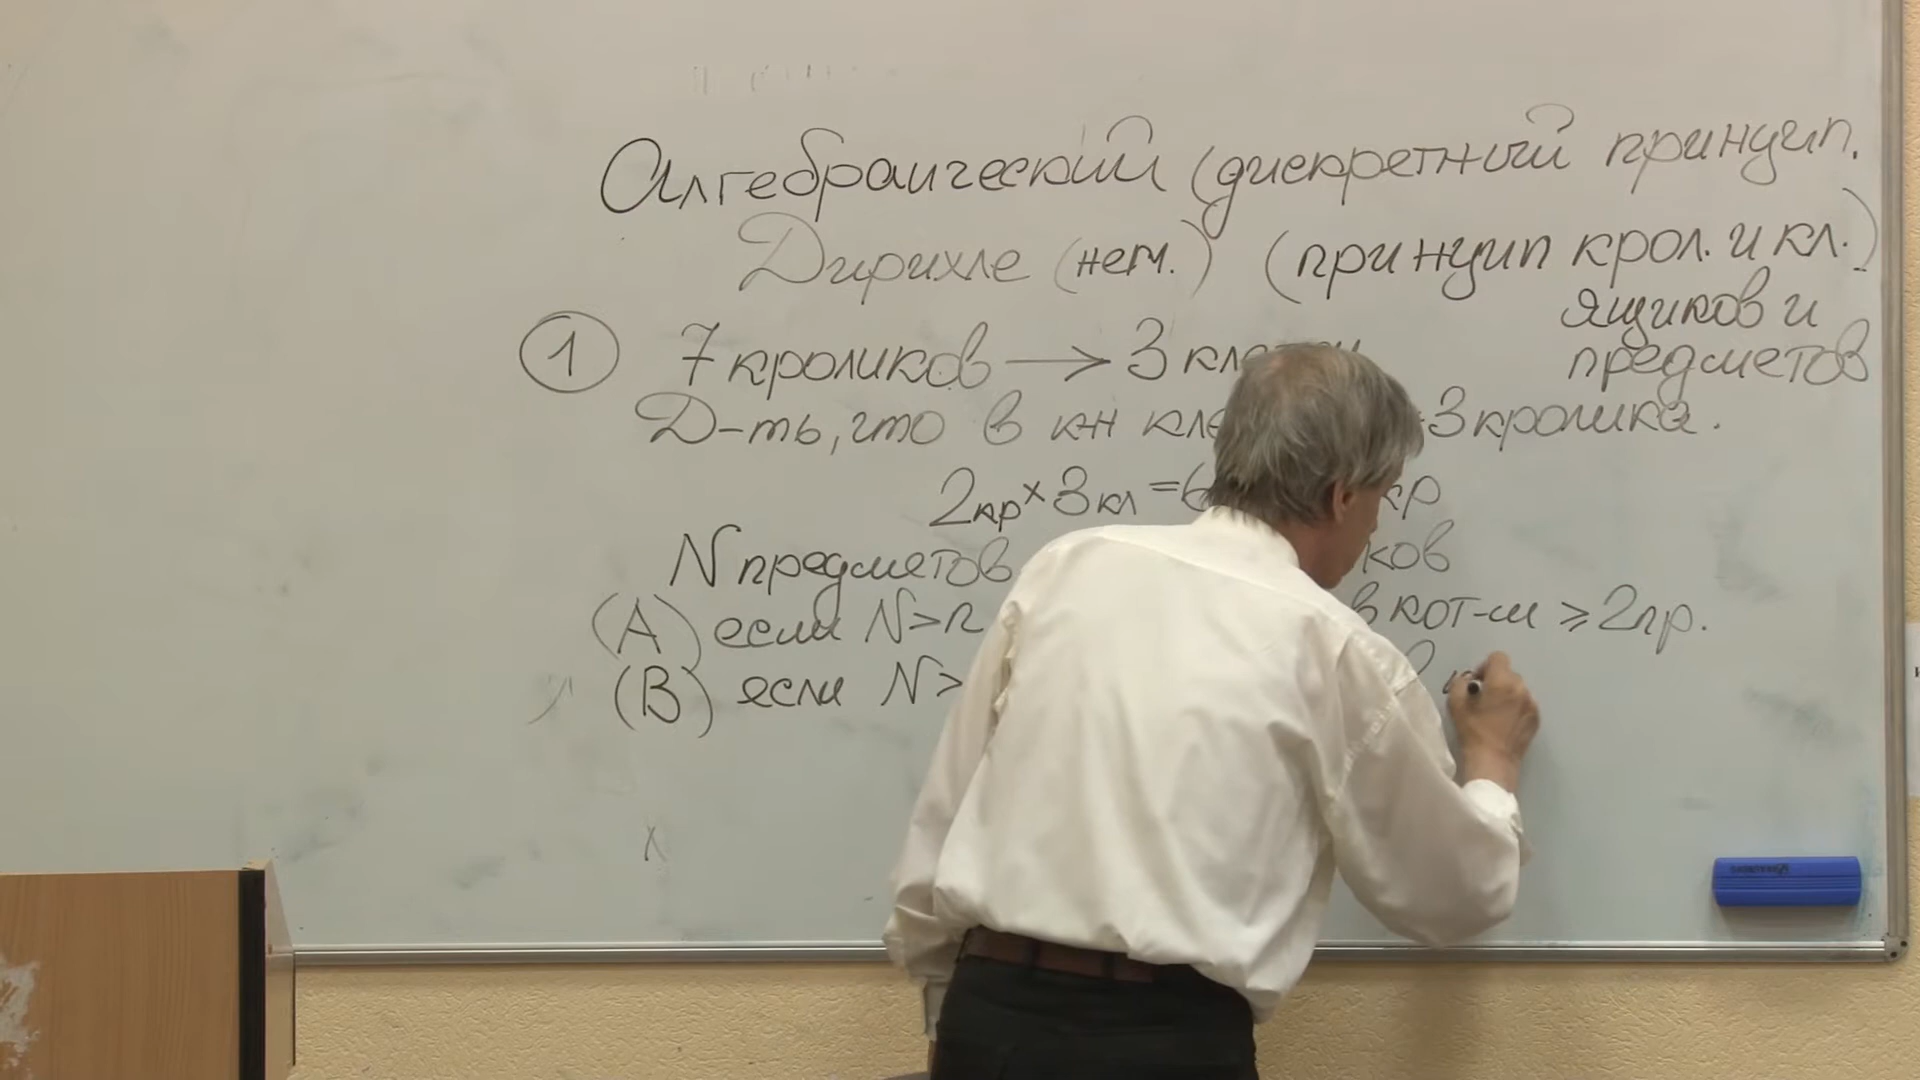 Алгебраический (дискретный принцип.
Дирихле (нем.) (принцип крол. и кл.)
ящиков и
предметов
1 7 кроликов → 3
Д-ть, что в кн 3 кролика.
2кр × 3кл = 6 кр
N предметов
(A) если N>n в кот-м ⩾ 2пр.
(B) если N>